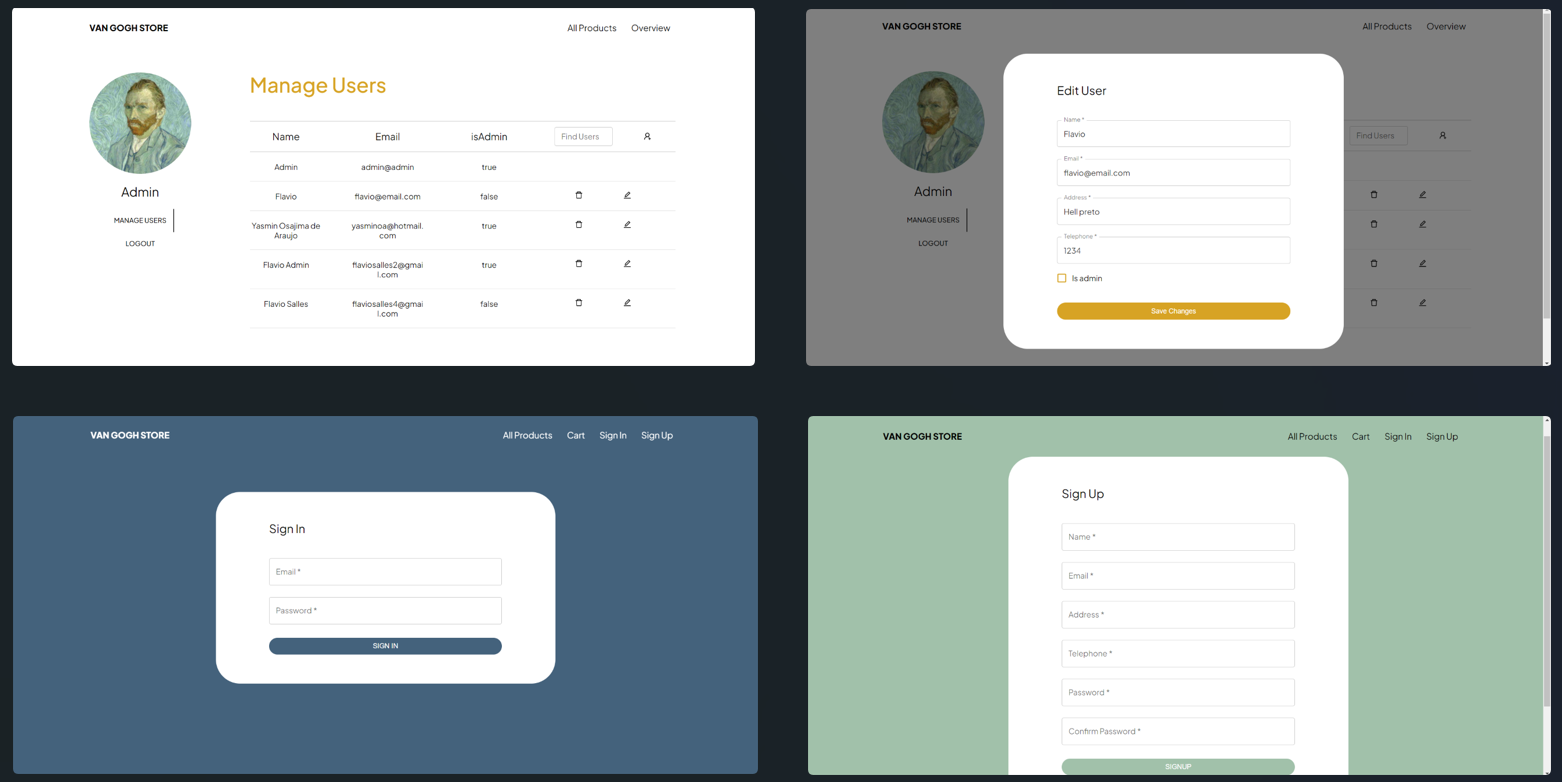 VAN GOGH STORE
All Products Overview
Manage Users
Name Email isAdmin Find Users
Admin admin@admin true
Flavio flavio@email.com false
Yasmin Osajima de
Araujo
yasminoa@hotmail.
com
true
Flavio Admin
flaviosalles2@gmai
l.com
true
Flavio Salles
flaviosalles4@gmai
l.com
false
Admin
MANAGE USERS
LOGOUT
VAN GOGH STORE
All Products Overview
Admin
MANAGE USERS
LOGOUT
Find Users
Edit User
Name *
Flavio
Email *
flavio@email.com
Address *
Hell preto
Telephone *
1234
Is admin
Save Changes
VAN GOGH STORE
All Products Cart Sign In Sign Up
Sign In
Email *
Password *
SIGN IN
VAN GOGH STORE
All Products Cart Sign In Sign Up
Sign Up
Name *
Email *
Address *
Telephone *
Password *
Confirm Password *
SIGNUP